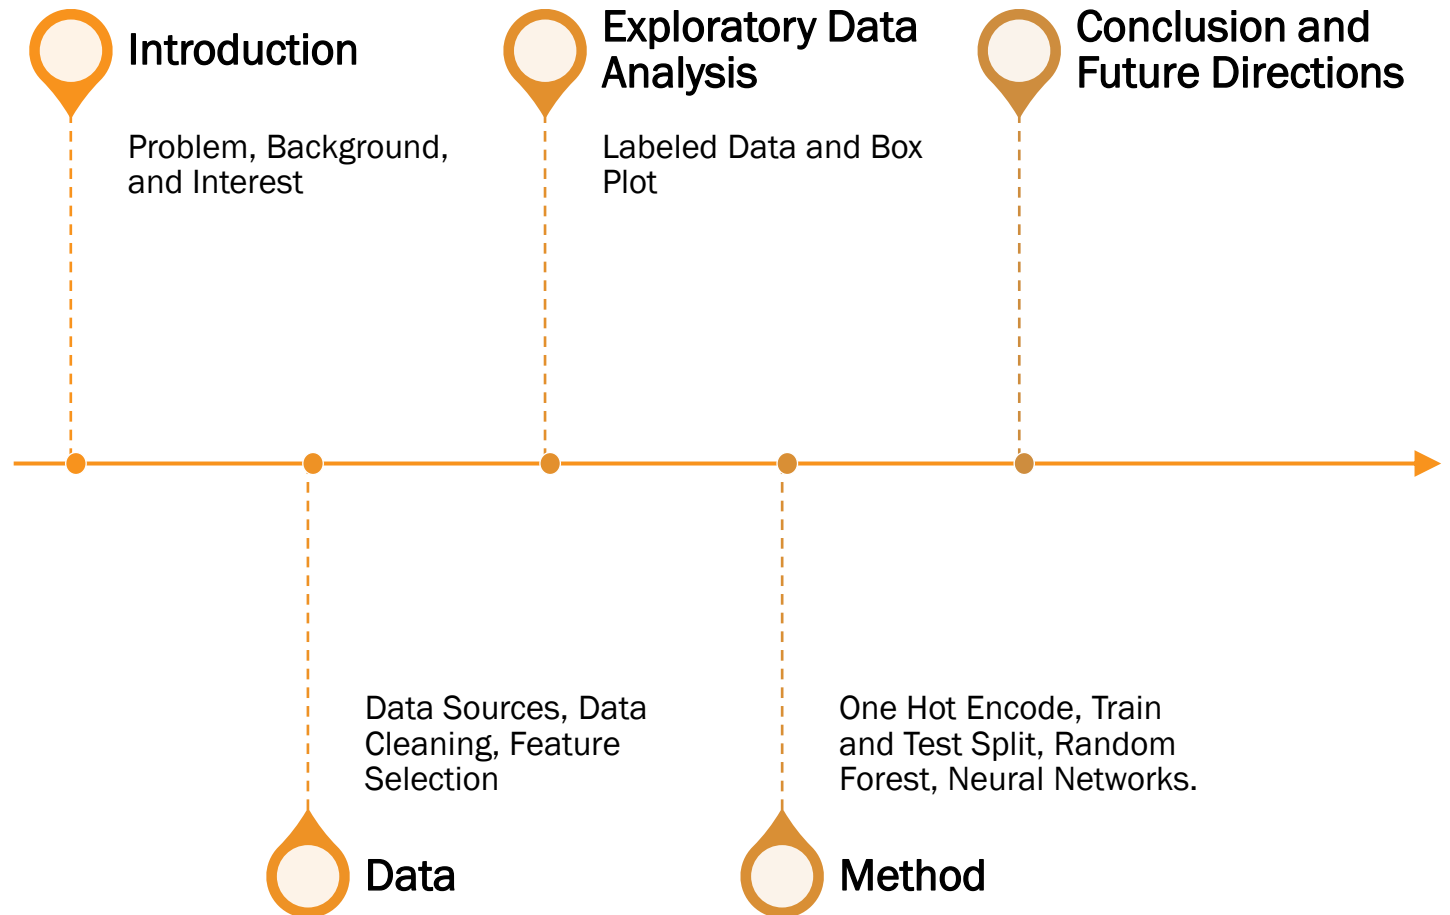 Introduction
Problem, Background,
and Interest
Data
Data Sources, Data
Cleaning, Feature
Selection
Exploratory Data
Analysis
Labeled Data and Box
Plot
Method
One Hot Encode, Train
and Test Split, Random
Forest, Neural Networks.
Conclusion and
Future Directions